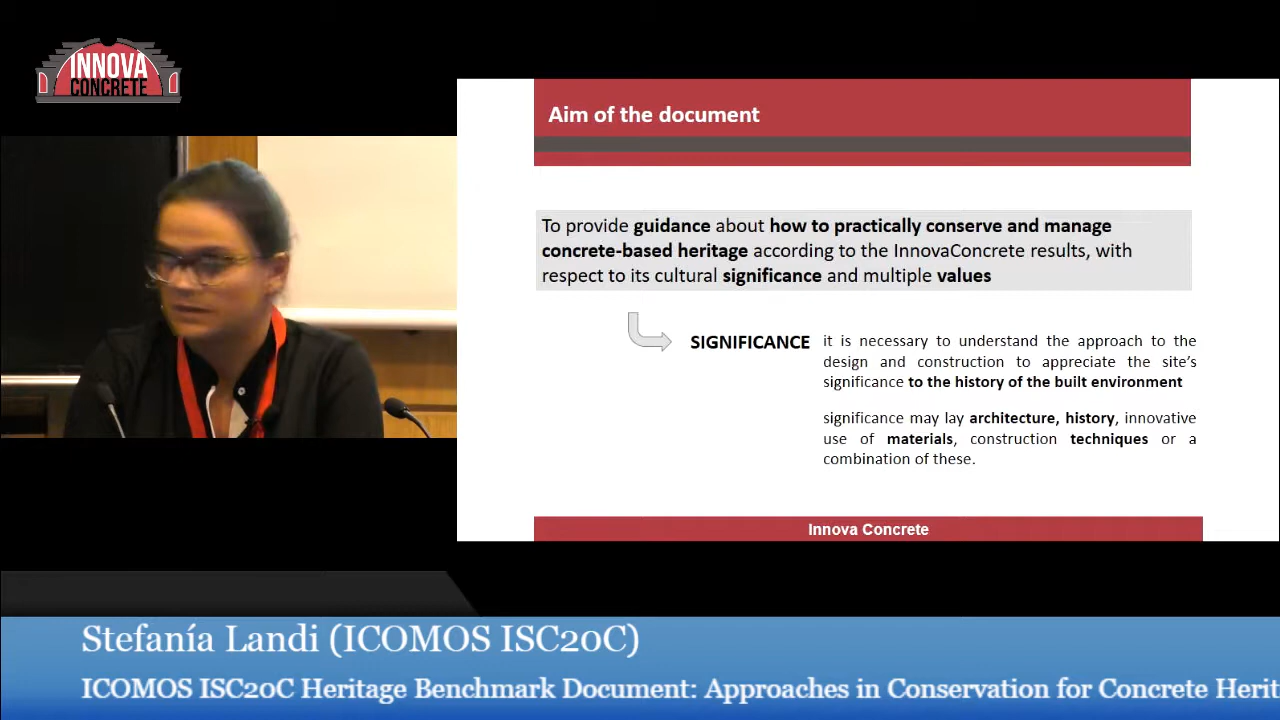 INNOVA
CONCRETE
Aim of the document
To provide guidance about how to practically conserve and manage
concrete-based heritage according to the InnovaConcrete results, with
respect to its cultural significance and multiple values
SIGNIFICANCE
it is necessary to understand the approach to the
design and construction to appreciate the site's
significance to the history of the built environment
significance may lay architecture, history, innovative
use of materials, construction techniques or a
combination of these.
Innova Concrete
Stefanía Landi (ICOMOS ISC20C)
ICOMOS ISC20C Heritage Benchmark Document: Approaches in Conservation for Concrete Herit